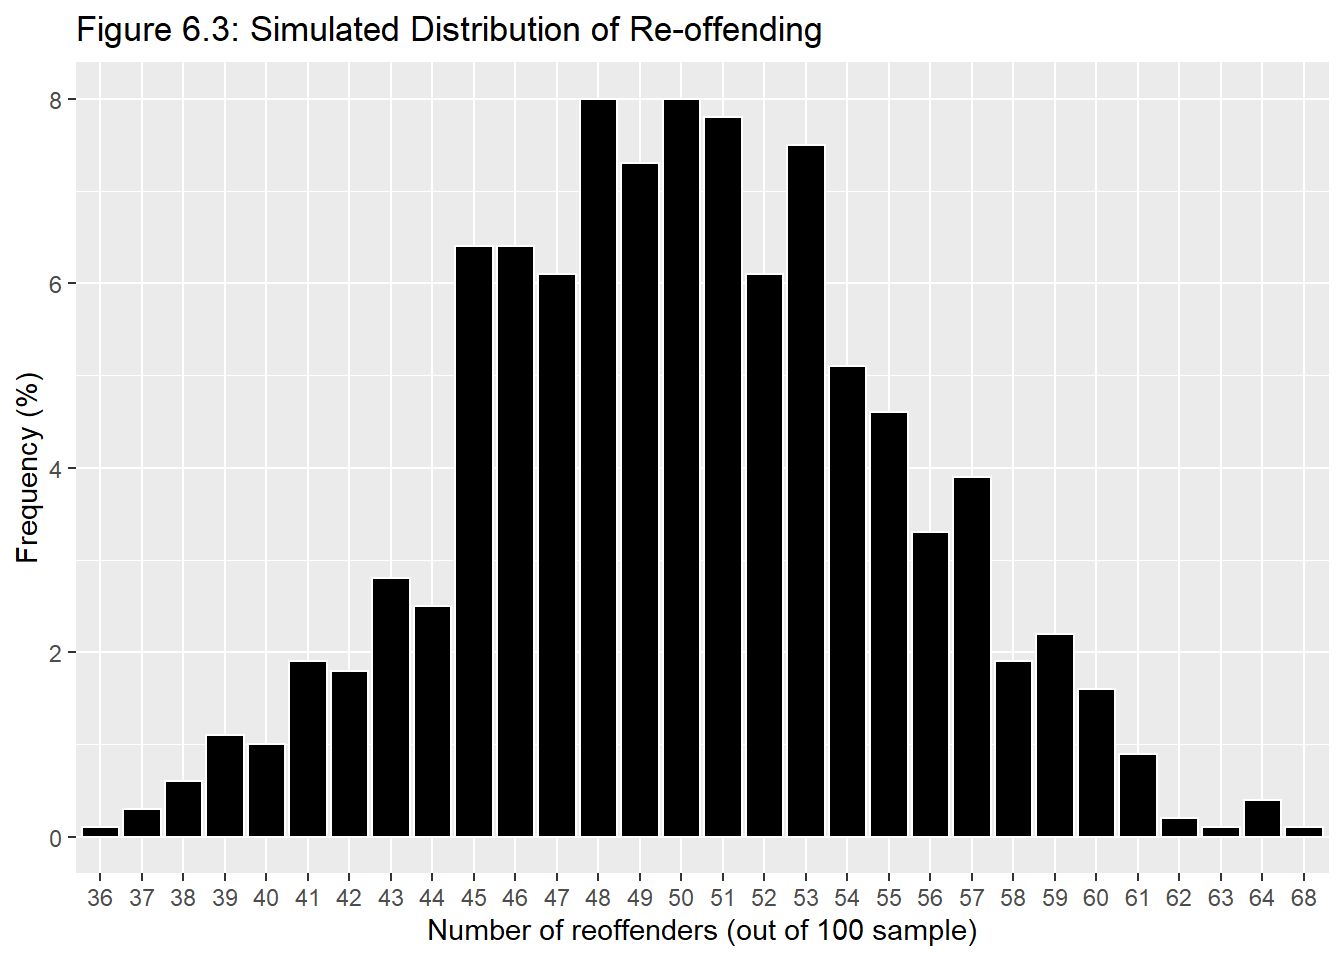 Figure 6.3: Simulated Distribution of Re-offending
8
6
4
2
0
Frequency (%)
36 37 38 39 40 41 42 43 44 45 46 47 48 49 50 51 52 53 54 55 56 57 58 59 60 61 62 63 64 68
Number of reoffenders (out of 100 sample)